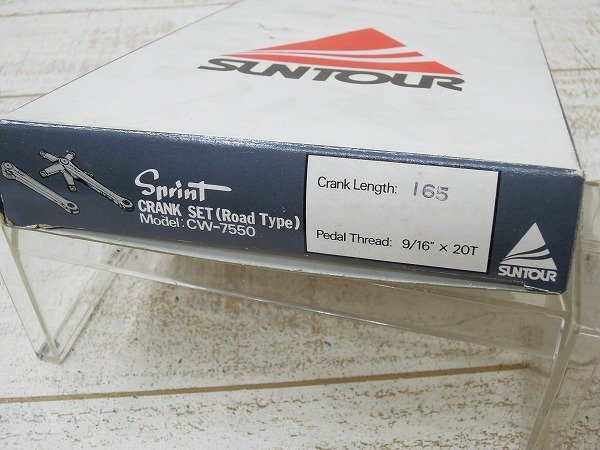 SUNTOUR
Sprint
CRANK SET (Road Type)
Model: CW-7550
Crank Length: 165
Pedal Thread: 9/16" × 20T
SUNTOUR